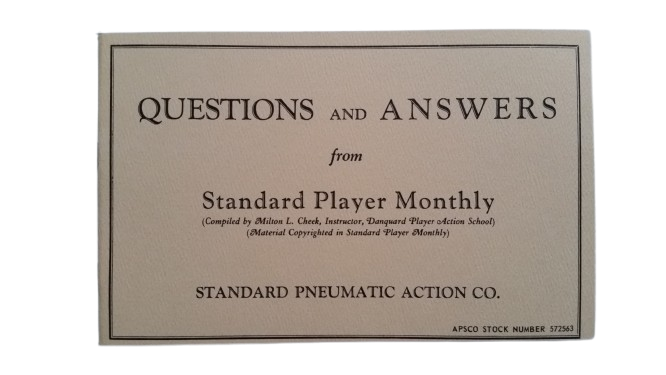 QUESTIONS AND ANSWERS
from
Standard Player Monthly
(Compiled by Milton L. Cheek, Instructor, Danquard Player Action School)
(Material Copyrighted in Standard Player Monthly)
STANDARD PNEUMATIC ACTION CO.
APSCO STOCK NUMBER 572563